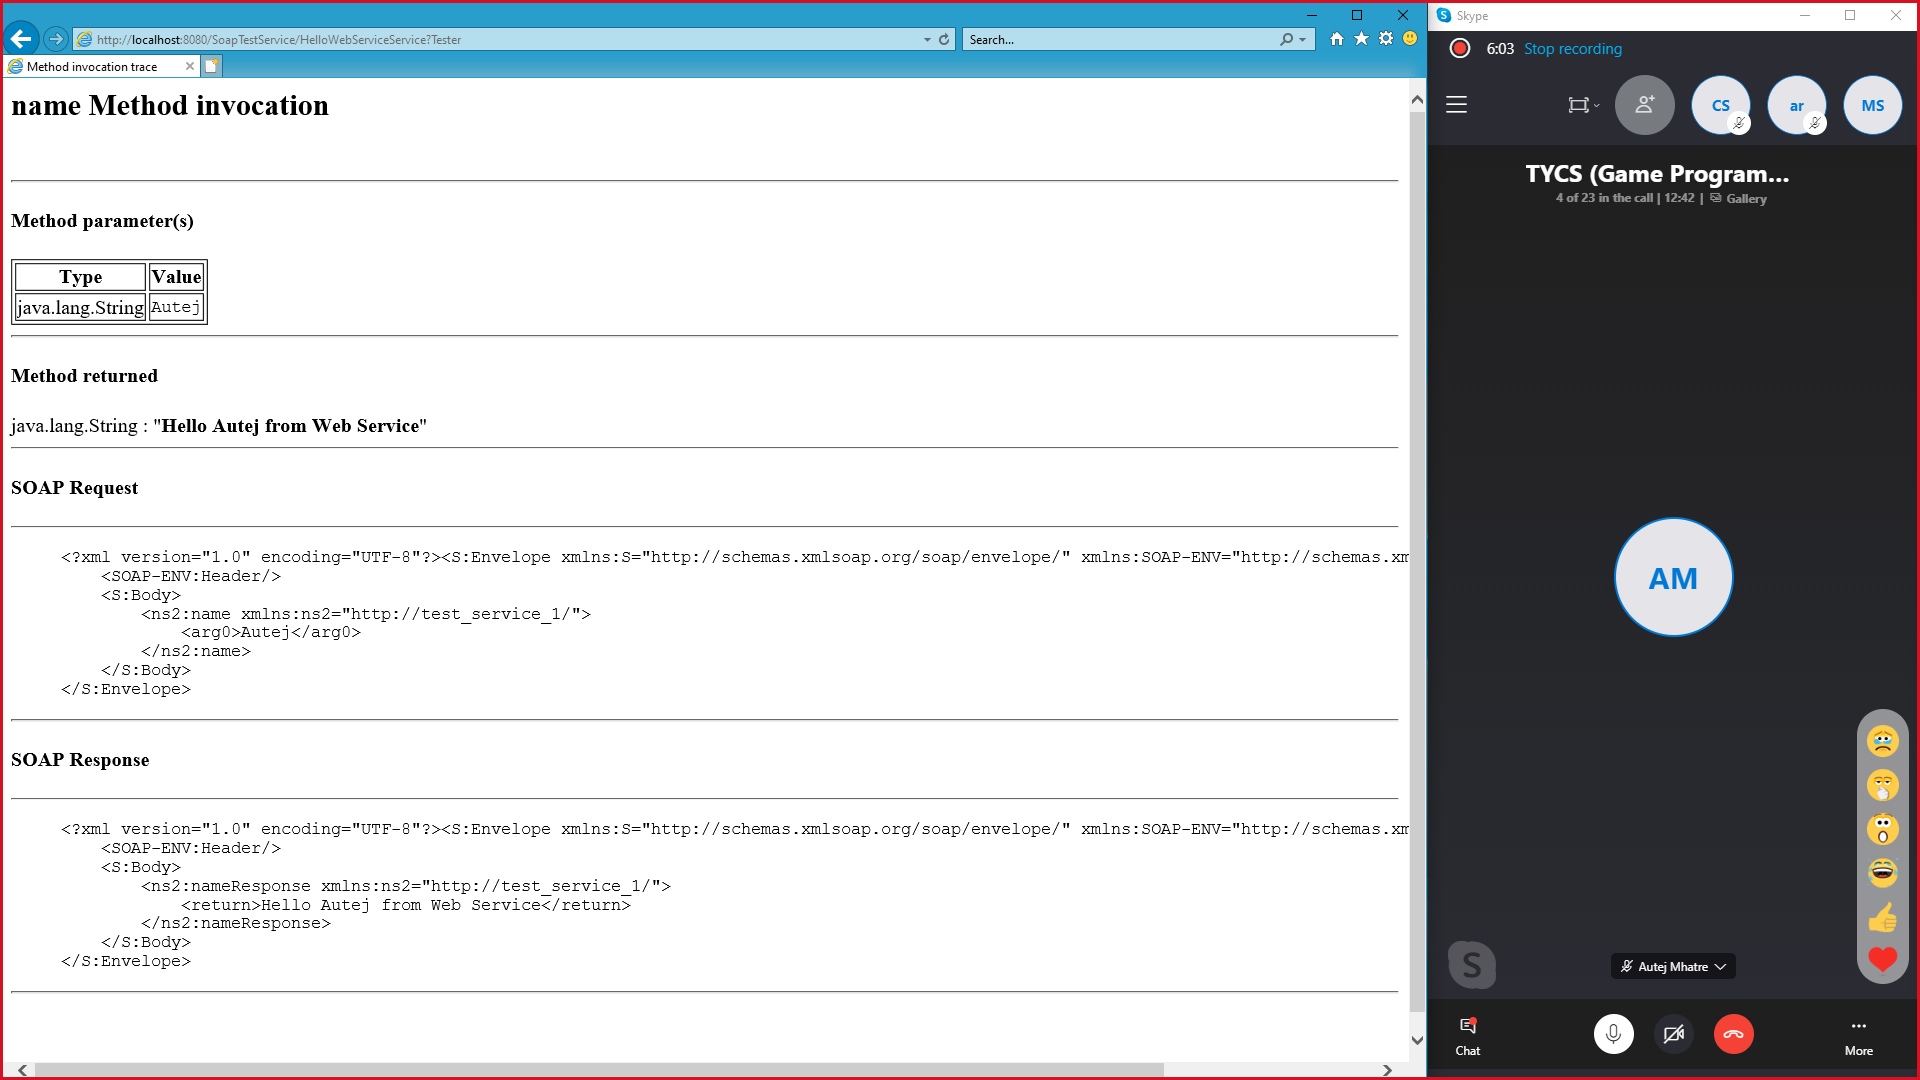 http://localhost:8080/SoapTestService/HelloWebServiceService?Tester
Search...
Method invocation trace
name Method invocation
Method parameter(s)
Type Value
java.lang.String Autej
Method returned
java.lang.String : "Hello Autej from Web Service"
SOAP Request
<?xml version="1.0" encoding="UTF-8"?><S:Envelope xmlns:S="http://schemas.xmlsoap.org/soap/envelope/" xmlns:SOAP-ENV="http://schemas.xm
<SOAP-ENV:Header/>
<S:Body>
<ns2:name xmlns:ns2="http://test_service_1/">
<arg0>Autej</arg0>
</ns2:name>
</S:Body>
</S:Envelope>
SOAP Response
<?xml version="1.0" encoding="UTF-8"?><S:Envelope xmlns:S="http://schemas.xmlsoap.org/soap/envelope/" xmlns:SOAP-ENV="http://schemas.xm
<SOAP-ENV:Header/>
<S:Body>
<ns2:nameResponse xmlns:ns2="http://test_service_1/">
<return>Hello Autej from Web Service</return>
</ns2:nameResponse>
</S:Body>
</S:Envelope>
Skype
6:03 Stop recording
CS ar MS
TYCS (Game Program...
4 of 23 in the call | 12:42 | Gallery
AM
Autej Mhatre
Chat
More